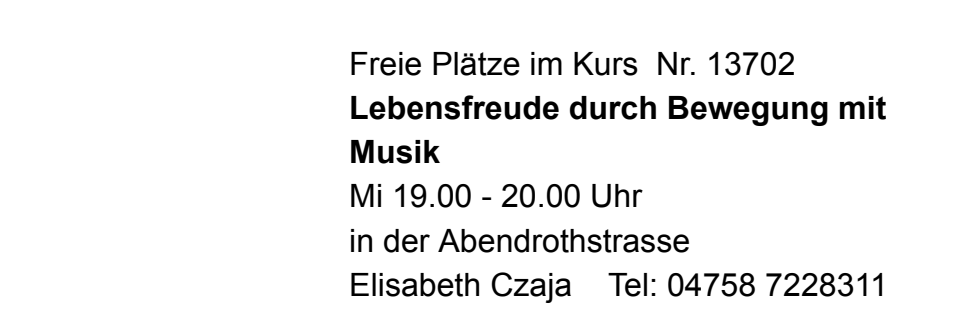 Freie Plätze im Kurs  Nr. 13702
Lebensfreude durch Bewegung mit
Musik
Mi 19.00 - 20.00 Uhr
in der Abendrothstrasse
Elisabeth Czaja    Tel: 04758 7228311